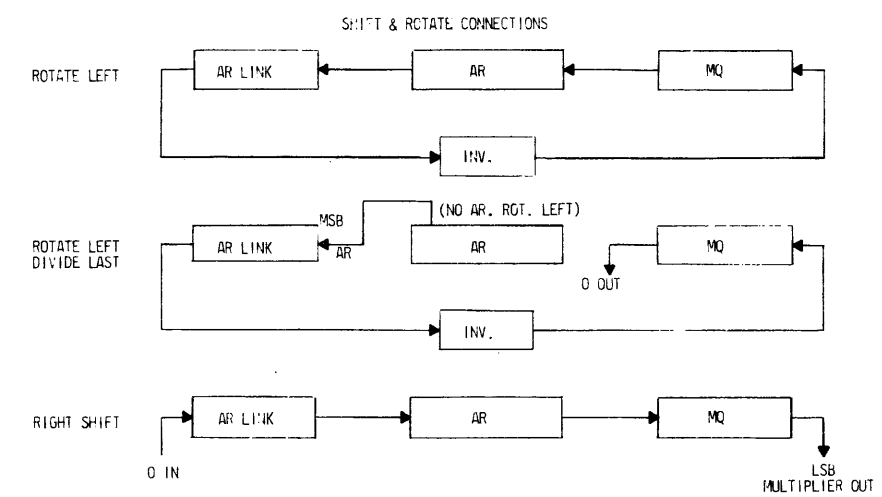 SHIFT & ROTATE CONNECTIONS
ROTATE LEFT
AR LINK
AR
MQ
INV.
ROTATE LEFT
DIVIDE LAST
MSB
AR
(NO AR. ROT. LEFT)
AR LINK
AR
MQ
0 OUT
INV.
RIGHT SHIFT
AR LINK
AR
MQ
0 IN
LSB
MULTIPLIER OUT